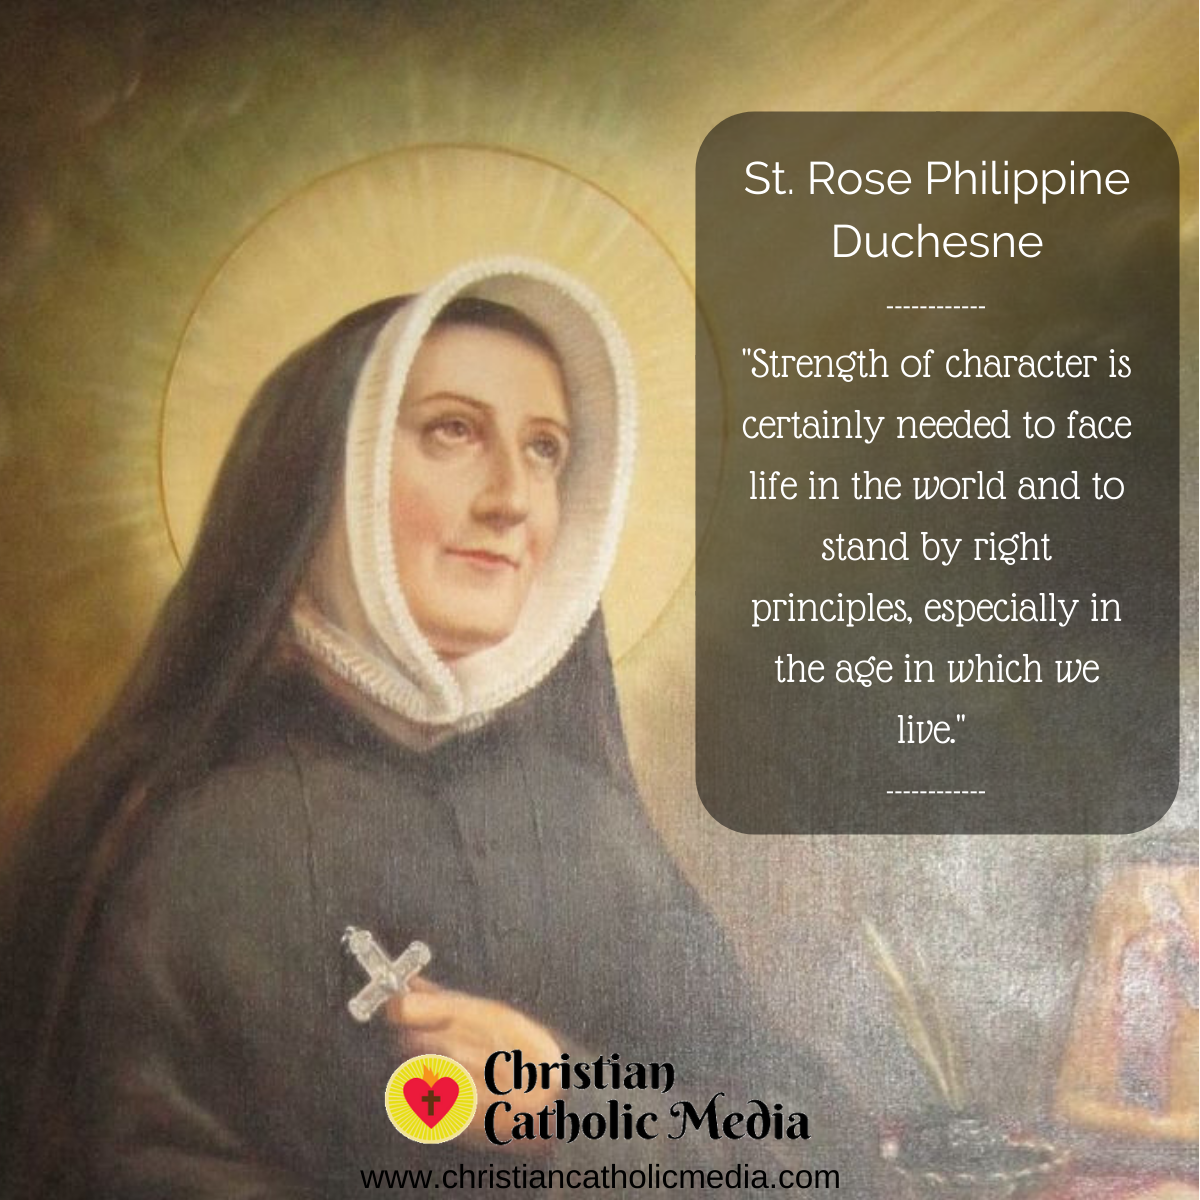 St. Rose Philippine
Duchesne
------------
"Strength of character is
certainly needed to face
life in the world and to
stand by right
principles, especially in
the age in which we
live."
------------
Christian
Catholic Media
www.christiancatholicmedia.com